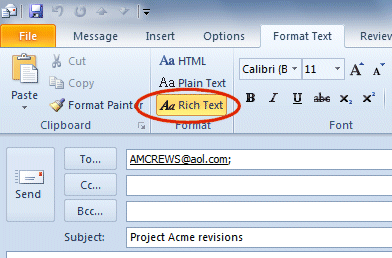 File Message Insert Options Format Text Review
Cut
Copy
Format Painter
Paste
Clipboard
Aa HTML
Aa Plain Text
Aa Rich Text
Format
Calibri (B 11 A A
B I U abc x₂ x²
Font
Send
To... AMCREWS@aol.com;
Cc...
Bcc...
Subject: Project Acme revisions